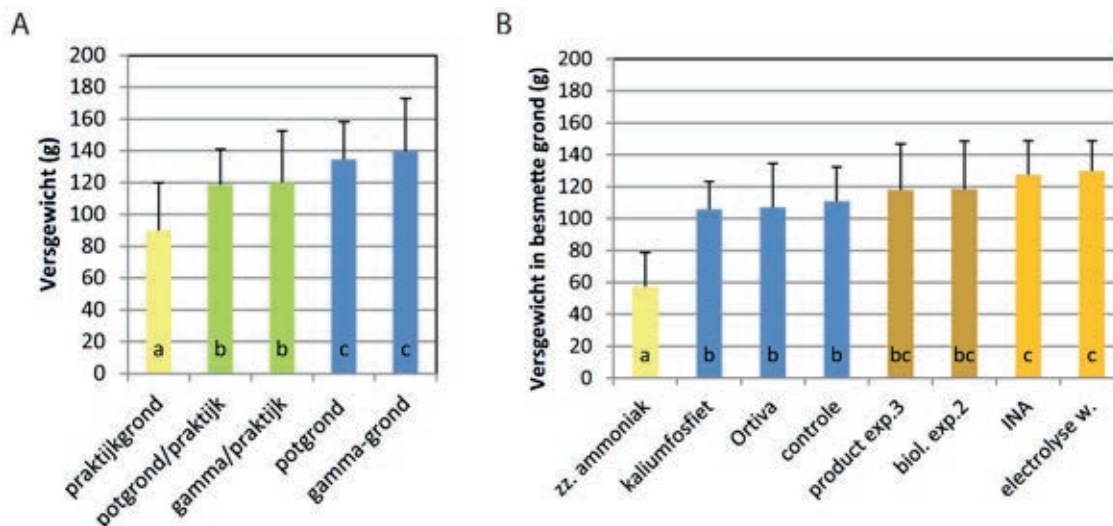 A
Versgewicht (g)
200
180
160
140
120
100
80
60
40
20
0
a
b
b
c
c
praktijkgrond
potgrond/praktijk
gamma/praktijk
potgrond
gamma-grond
B
Versgewicht in besmette grond (g)
200
180
160
140
120
100
80
60
40
20
0
a
b
b
b
bc
bc
c
c
zz. ammoniak
kaliumfosfiet
Ortiva
controle
product exp.3
biol. exp.2
INA
electrolyse w.